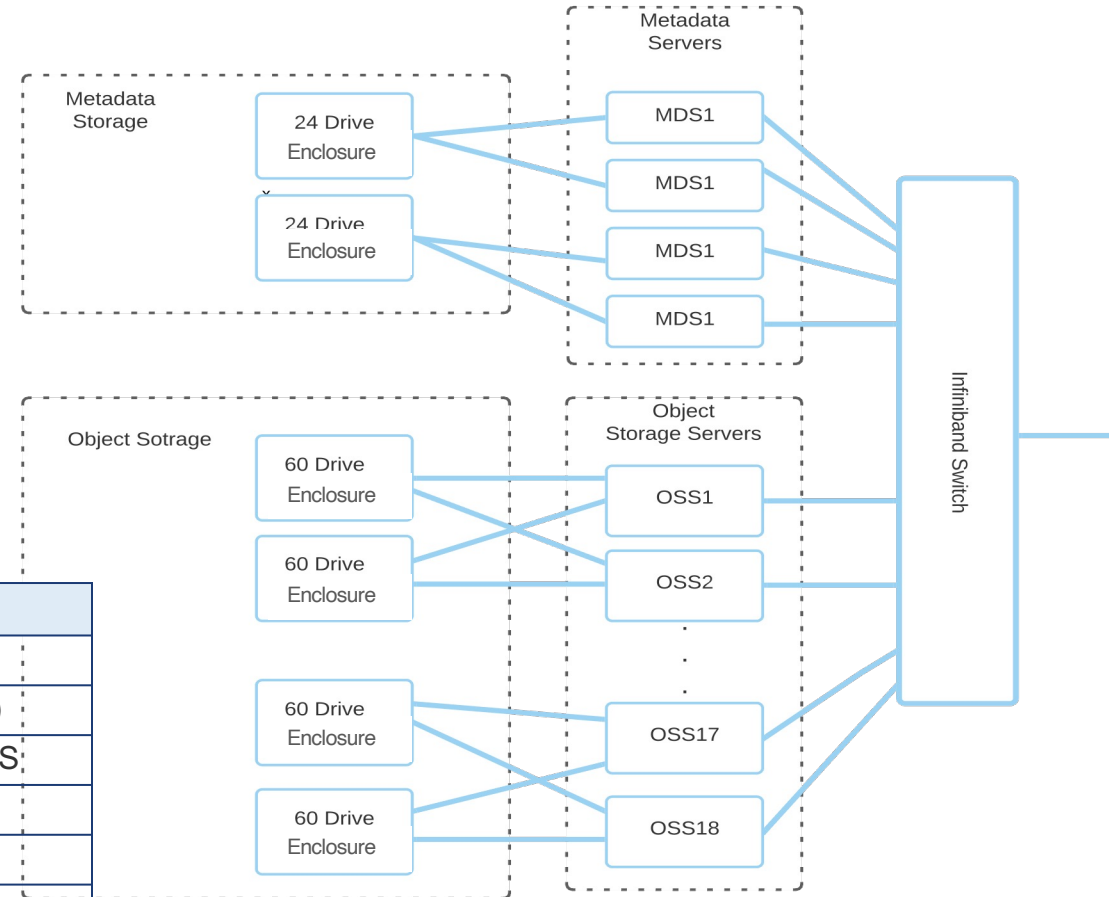 Metadata
Servers
Metadata
Storage
24 Drive
Enclosure
24 Drive
Enclosure
MDS1
MDS1
MDS1
MDS1
Infiniband Switch
Object Sotrage
Object
Storage Servers
60 Drive
Enclosure
60 Drive
Enclosure
OSS1
OSS2
.
.
.
60 Drive
Enclosure
60 Drive
Enclosure
OSS17
OSS18
)
S